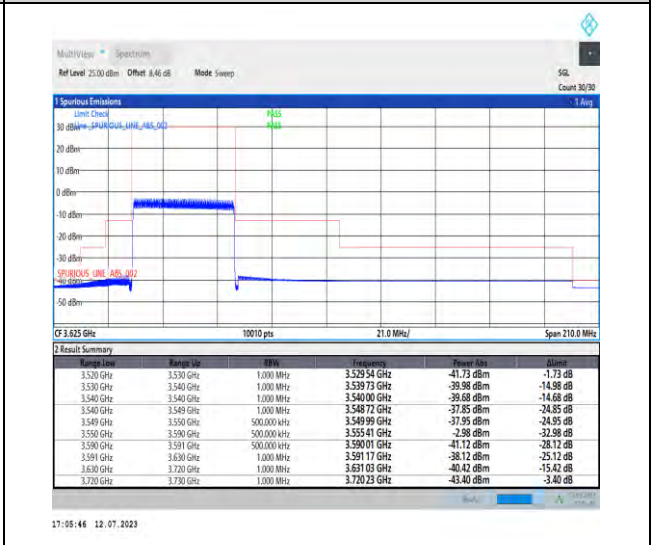 MultiView Spectrum
Ref Level 25.00 dBm Offset 8.46 dB Mode Sweep SGL
Count 30/30
1 Spurious Emissions 1 Avg
Limit Check PASS
30 dBm Line _SPURIOUS_LINE_ABS_002 PASS
20 dBm
10 dBm
0 dBm
-10 dBm
-20 dBm
-30 dBm
SPURIOUS_LINE_ABS_002
-40 dBm
-50 dBm
CF 3.625 GHz 10010 pts 21.0 MHz/ Span 210.0 MHz
2 Result Summary
Range Low Range Up RBW Frequency Power Abs ΔLimit
3.520 GHz 3.530 GHz 1.000 MHz 3.529 54 GHz -41.73 dBm -1.73 dB
3.530 GHz 3.540 GHz 1.000 MHz 3.539 73 GHz -39.98 dBm -14.98 dB
3.540 GHz 3.540 GHz 1.000 MHz 3.540 00 GHz -39.68 dBm -14.68 dB
3.540 GHz 3.549 GHz 1.000 MHz 3.548 72 GHz -37.85 dBm -24.85 dB
3.549 GHz 3.550 GHz 500.000 kHz 3.549 99 GHz -37.95 dBm -24.95 dB
3.550 GHz 3.590 GHz 500.000 kHz 3.555 41 GHz -2.98 dBm -32.98 dB
3.590 GHz 3.591 GHz 500.000 kHz 3.590 01 GHz -41.12 dBm -28.12 dB
3.591 GHz 3.630 GHz 1.000 MHz 3.591 17 GHz -38.12 dBm -25.12 dB
3.630 GHz 3.720 GHz 1.000 MHz 3.631 03 GHz -40.42 dBm -15.42 dB
3.720 GHz 3.730 GHz 1.000 MHz 3.720 23 GHz -43.40 dBm -3.40 dB
17:05:46 12.07.2023